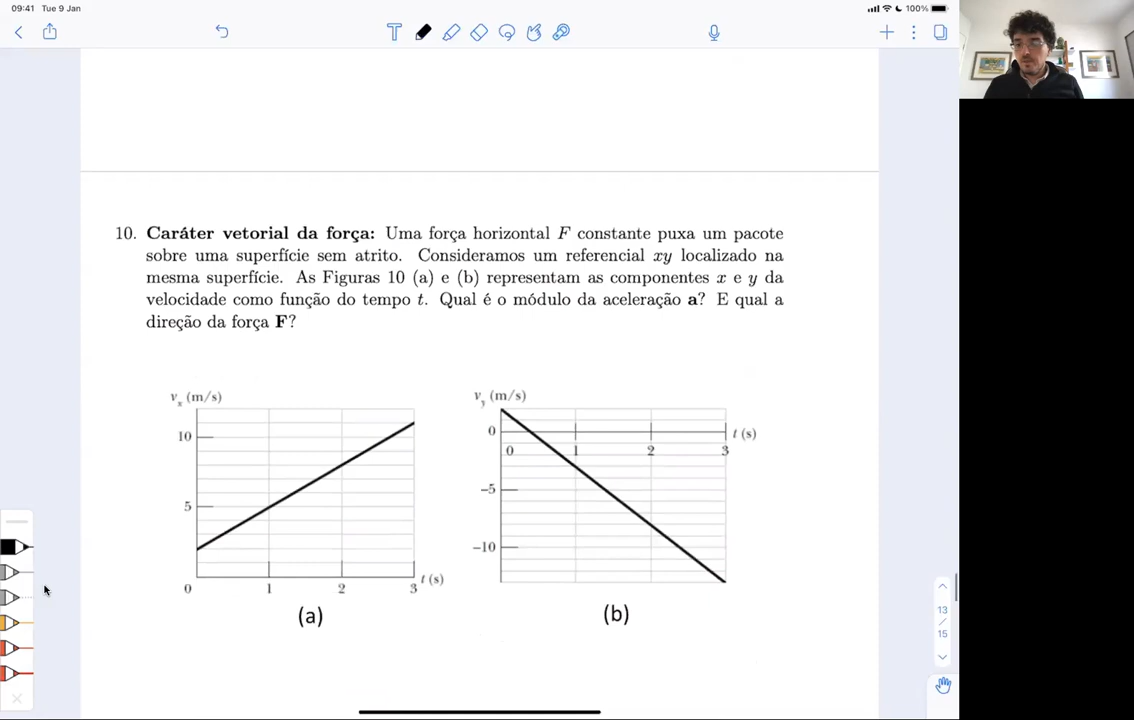 09:41 Tue 9 Jan
100%
T
10. Caráter vetorial da força: Uma força horizontal F constante puxa um pacote
sobre uma superfície sem atrito. Consideramos um referencial xy localizado na
mesma superfície. As Figuras 10 (a) e (b) representam as componentes x e y da
velocidade como função do tempo t. Qual é o módulo da aceleração a? E qual a
direção da força F?
vx (m/s)
10
5
0
1
2
3
t (s)
(a)
vy (m/s)
0
t (s)
0
1
2
3
−5
−10
(b)
13
/
15